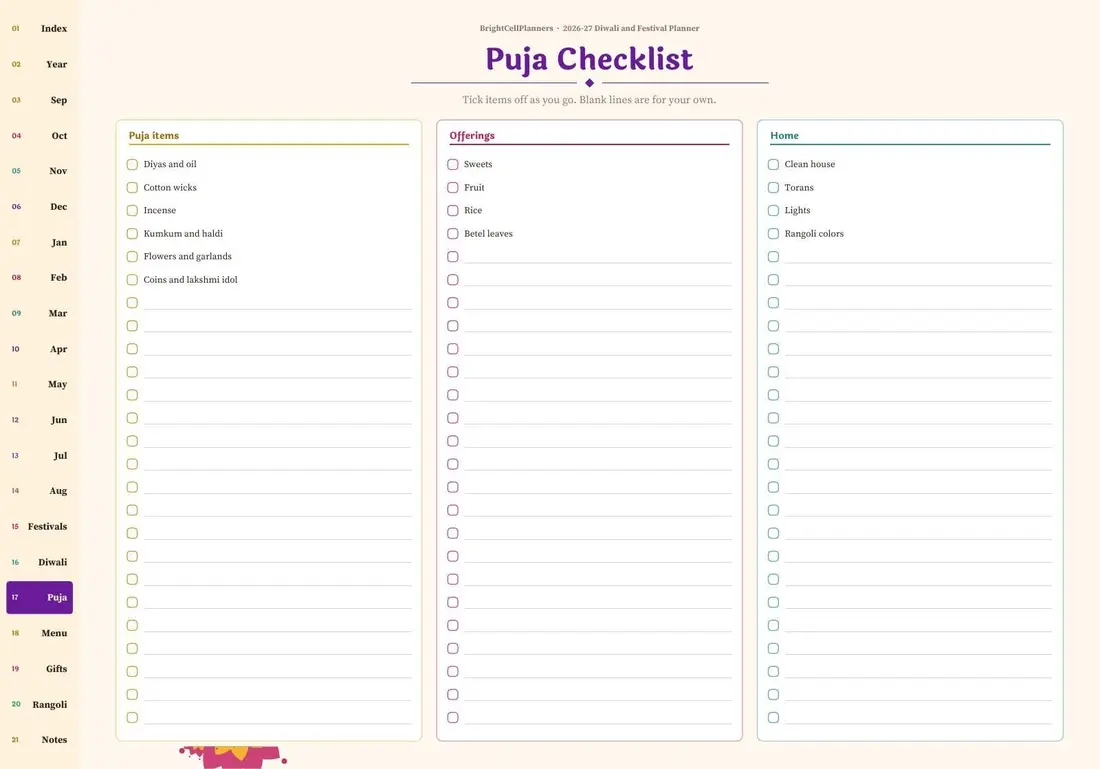 01 Index
02 Year
03 Sep
04 Oct
05 Nov
06 Dec
07 Jan
08 Feb
09 Mar
10 Apr
11 May
12 Jun
13 Jul
14 Aug
15 Festivals
16 Diwali
17 Puja
18 Menu
19 Gifts
20 Rangoli
21 Notes
BrightCellPlanners · 2026-27 Diwali and Festival Planner
Puja Checklist
Tick items off as you go. Blank lines are for your own.
Puja items
Diyas and oil
Cotton wicks
Incense
Kumkum and haldi
Flowers and garlands
Coins and lakshmi idol
Offerings
Sweets
Fruit
Rice
Betel leaves
Home
Clean house
Torans
Lights
Rangoli colors